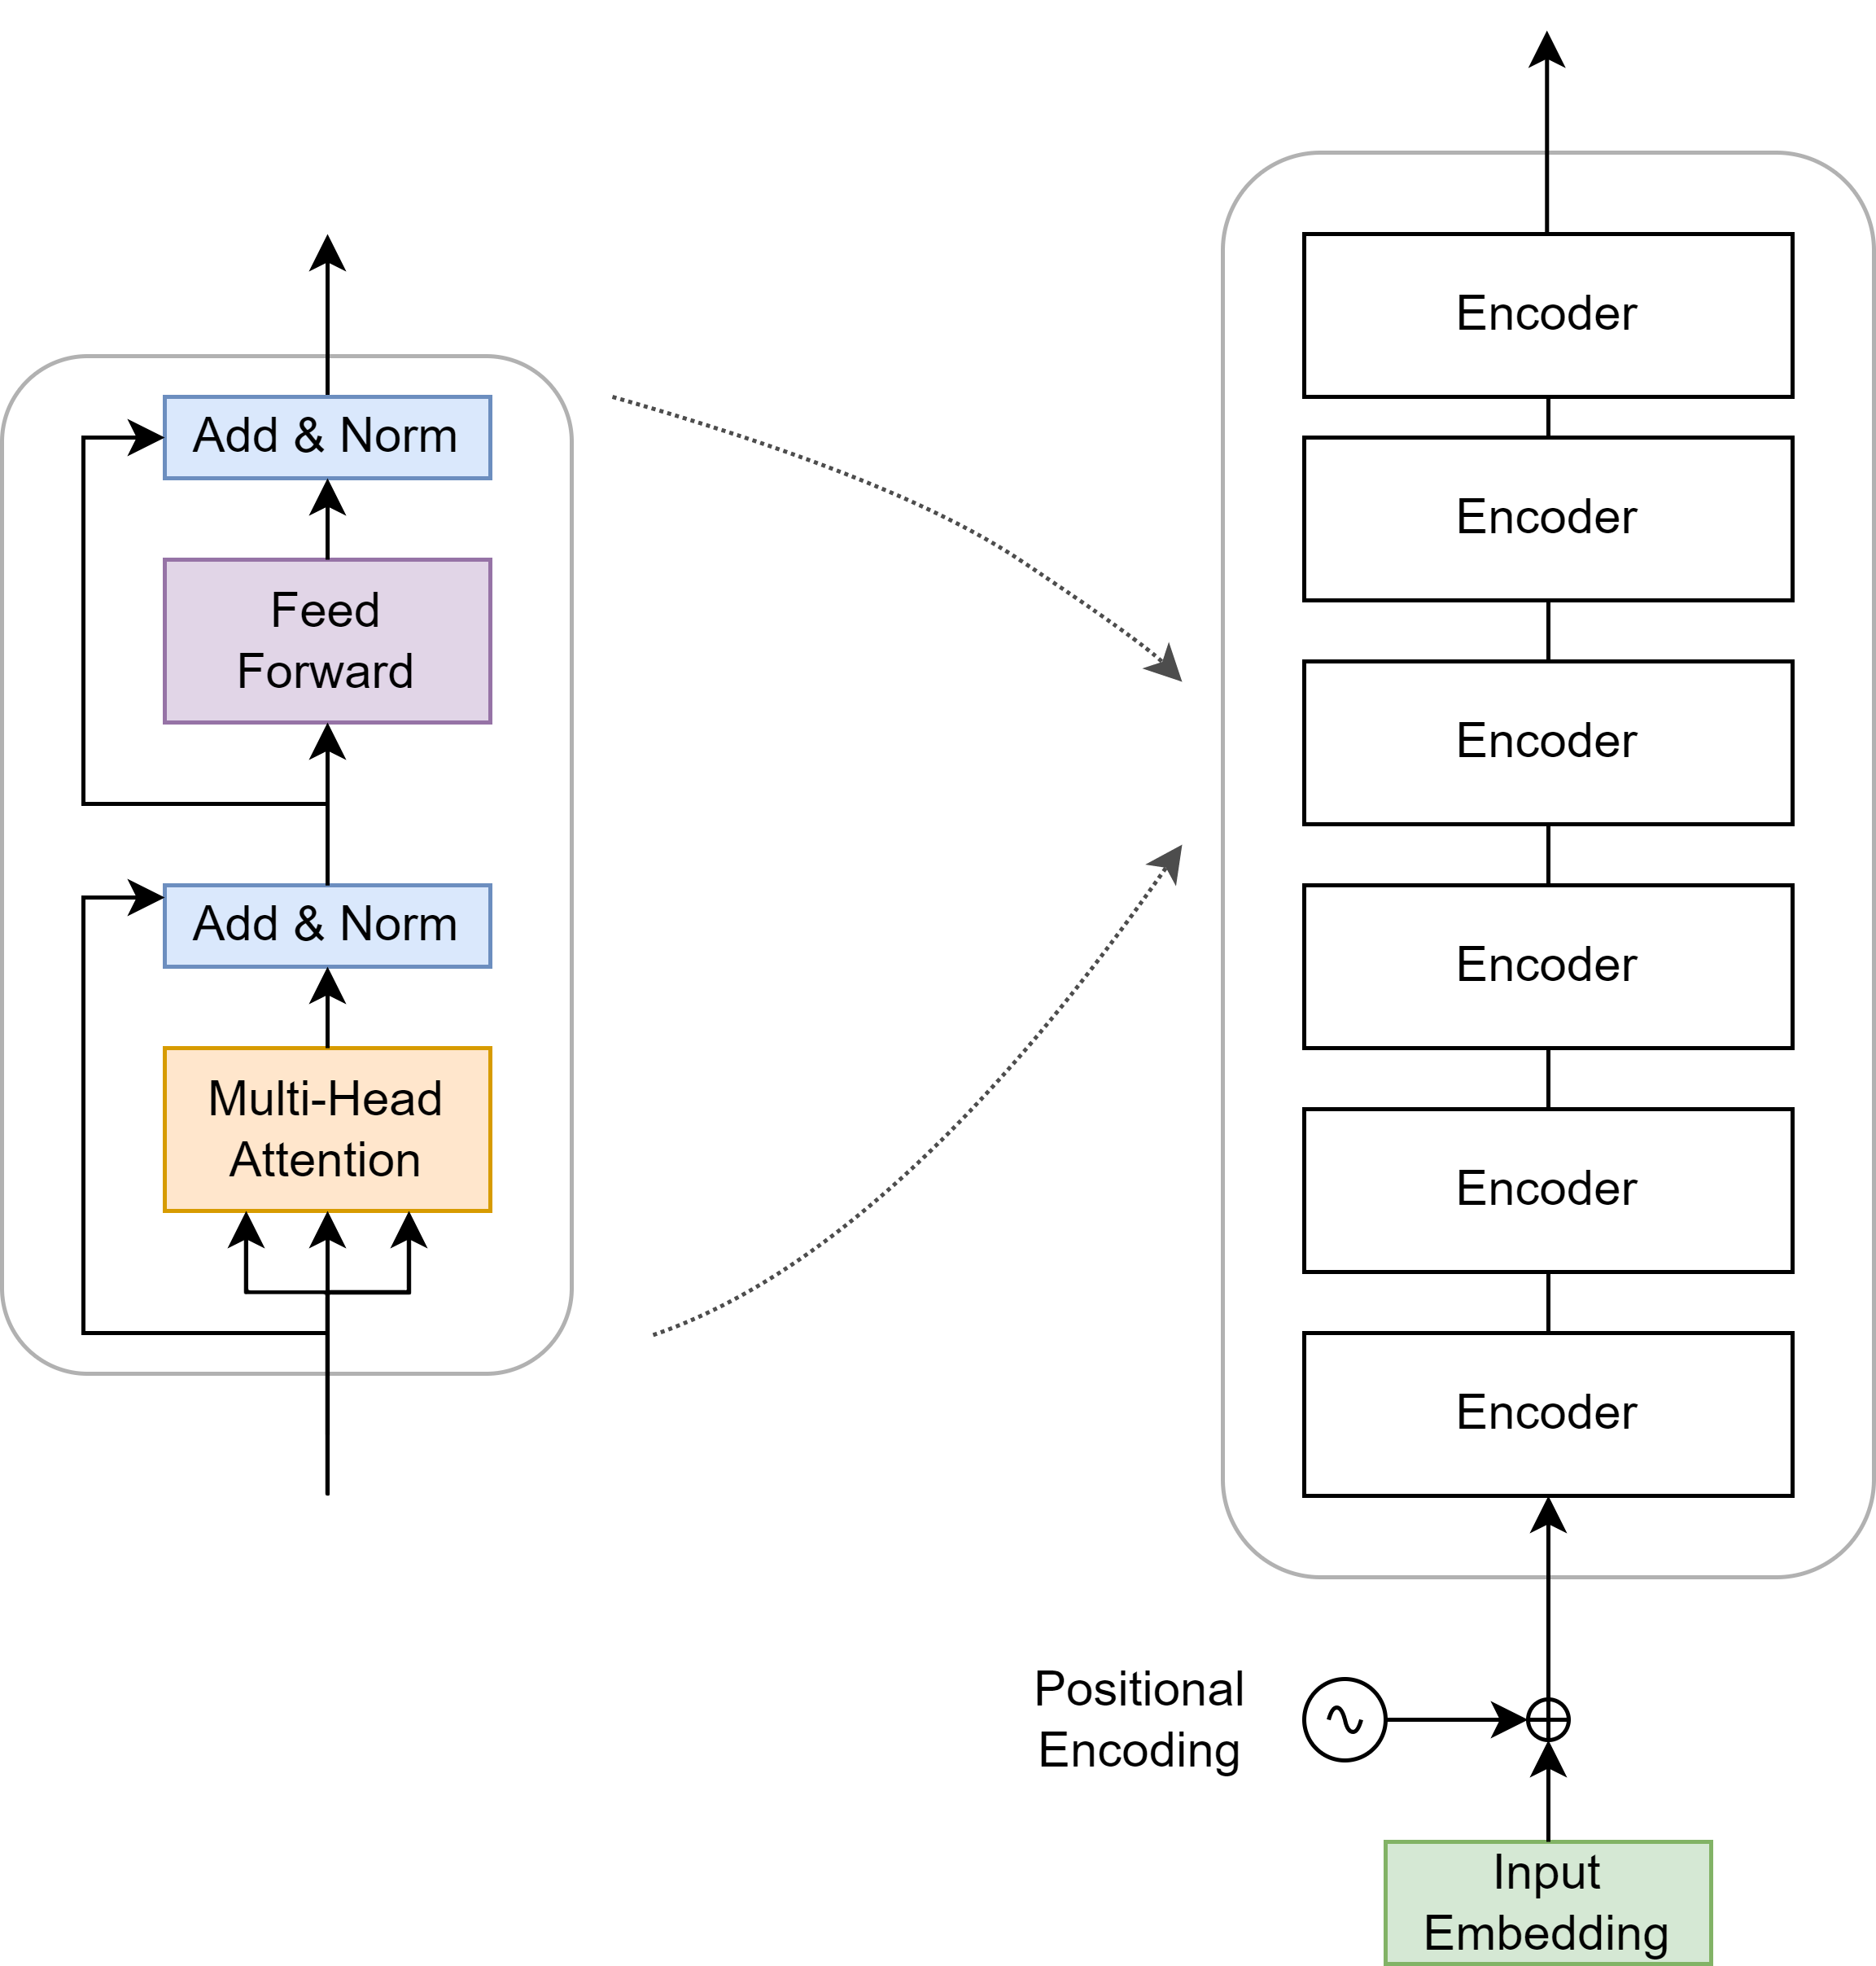 Add & Norm
Feed
Forward
Add & Norm
Multi-Head
Attention
Encoder
Encoder
Encoder
Encoder
Encoder
Encoder
Positional
Encoding
Input
Embedding